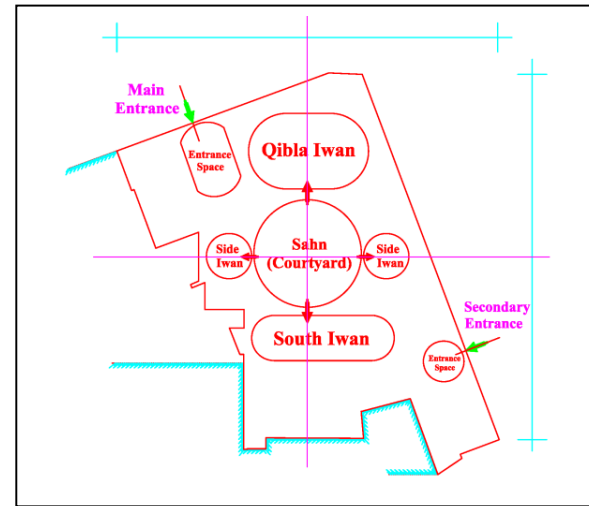 Main
Entrance
Entrance
Space
Qibla Iwan
Side
Iwan
Sahn
(Courtyard)
Side
Iwan
Secondary
Entrance
South Iwan
Entrance
Space